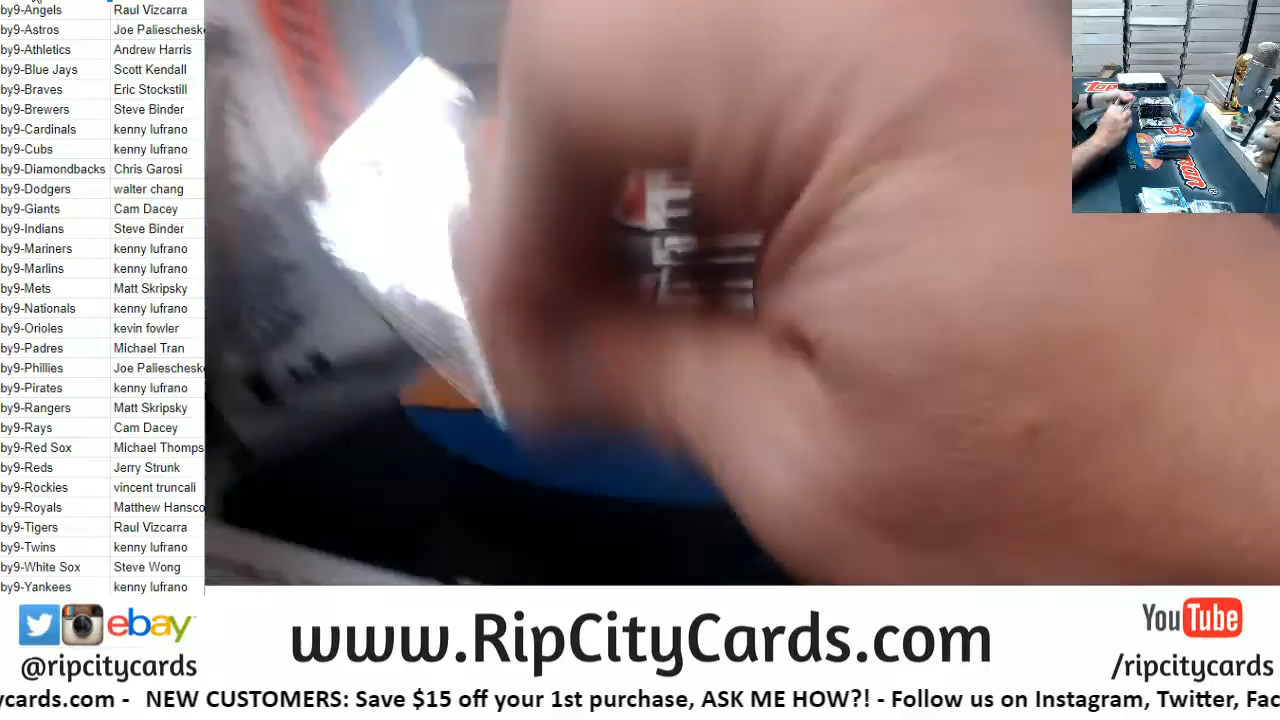 by9-Angels Raul Vizcarra
by9-Astros Joe Paliescheske
by9-Athletics Andrew Harris
by9-Blue Jays Scott Kendall
by9-Braves Eric Stockstill
by9-Brewers Steve Binder
by9-Cardinals kenny lufrano
by9-Cubs kenny lufrano
by9-Diamondbacks Chris Garosi
by9-Dodgers walter chang
by9-Giants Cam Dacey
by9-Indians Steve Binder
by9-Mariners kenny lufrano
by9-Marlins kenny lufrano
by9-Mets Matt Skripsky
by9-Nationals kenny lufrano
by9-Orioles kevin fowler
by9-Padres Michael Tran
by9-Phillies Joe Palieschesk
by9-Pirates kenny lufrano
by9-Rangers Matt Skripsky
by9-Rays Cam Dacey
by9-Red Sox Michael Thomps
by9-Reds Jerry Strunk
by9-Rockies vincent truncali
by9-Royals Matthew Hansco
by9-Tigers Raul Vizcarra
by9-Twins kenny lufrano
by9-White Sox Steve Wong
by9-Yankees kenny lufrano
topps
ebay
@ripcitycards
www.RipCityCards.com
YouTube
/ripcitycards
ycards.com - NEW CUSTOMERS: Save $15 off your 1st purchase, ASK ME HOW?! - Follow us on Instagram, Twitter, Fac